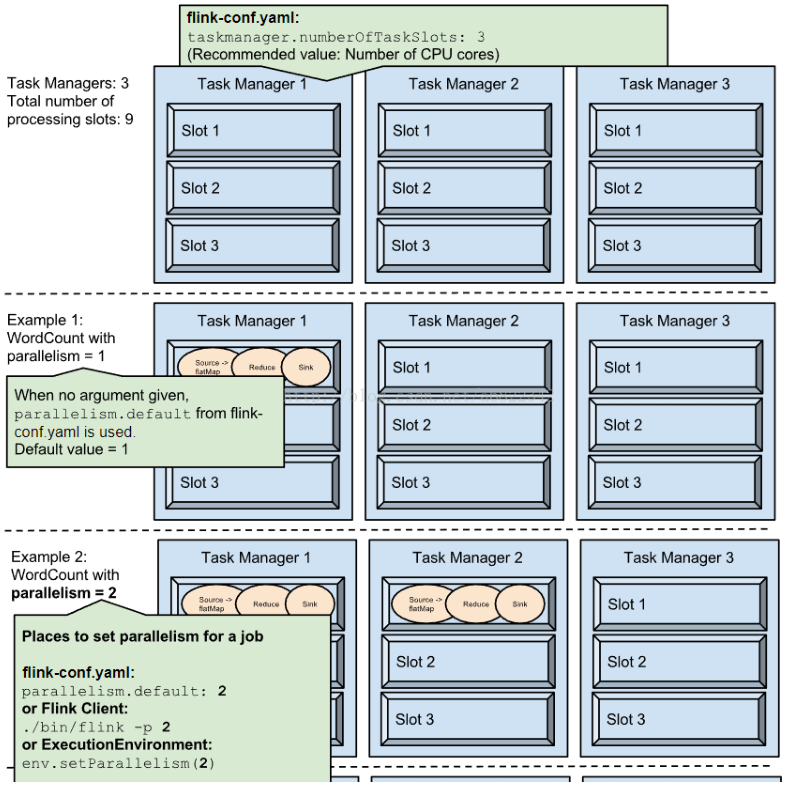 flink-conf.yaml:
taskmanager.numberOfTaskSlots: 3
(Recommended value: Number of CPU cores)
Task Managers: 3
Total number of
processing slots: 9
Task Manager 1
Slot 1
Slot 2
Slot 3
Task Manager 2
Slot 1
Slot 2
Slot 3
Task Manager 3
Slot 1
Slot 2
Slot 3
Example 1:
WordCount with
parallelism = 1
When no argument given,
parallelism.default from flink-
conf.yaml is used.
Default value = 1
Task Manager 1
Source ->
flatMap
Reduce
Sink
Slot 3
Task Manager 2
Slot 1
Slot 2
Slot 3
Task Manager 3
Slot 1
Slot 2
Slot 3
Example 2:
WordCount with
parallelism = 2
Places to set parallelism for a job
flink-conf.yaml:
parallelism.default: 2
or Flink Client:
./bin/flink -p 2
or ExecutionEnvironment:
env.setParallelism(2)
Task Manager 1
Source ->
flatMap
Reduce
Sink
Task Manager 2
Source ->
flatMap
Reduce
Sink
Slot 2
Slot 3
Task Manager 3
Slot 1
Slot 2
Slot 3